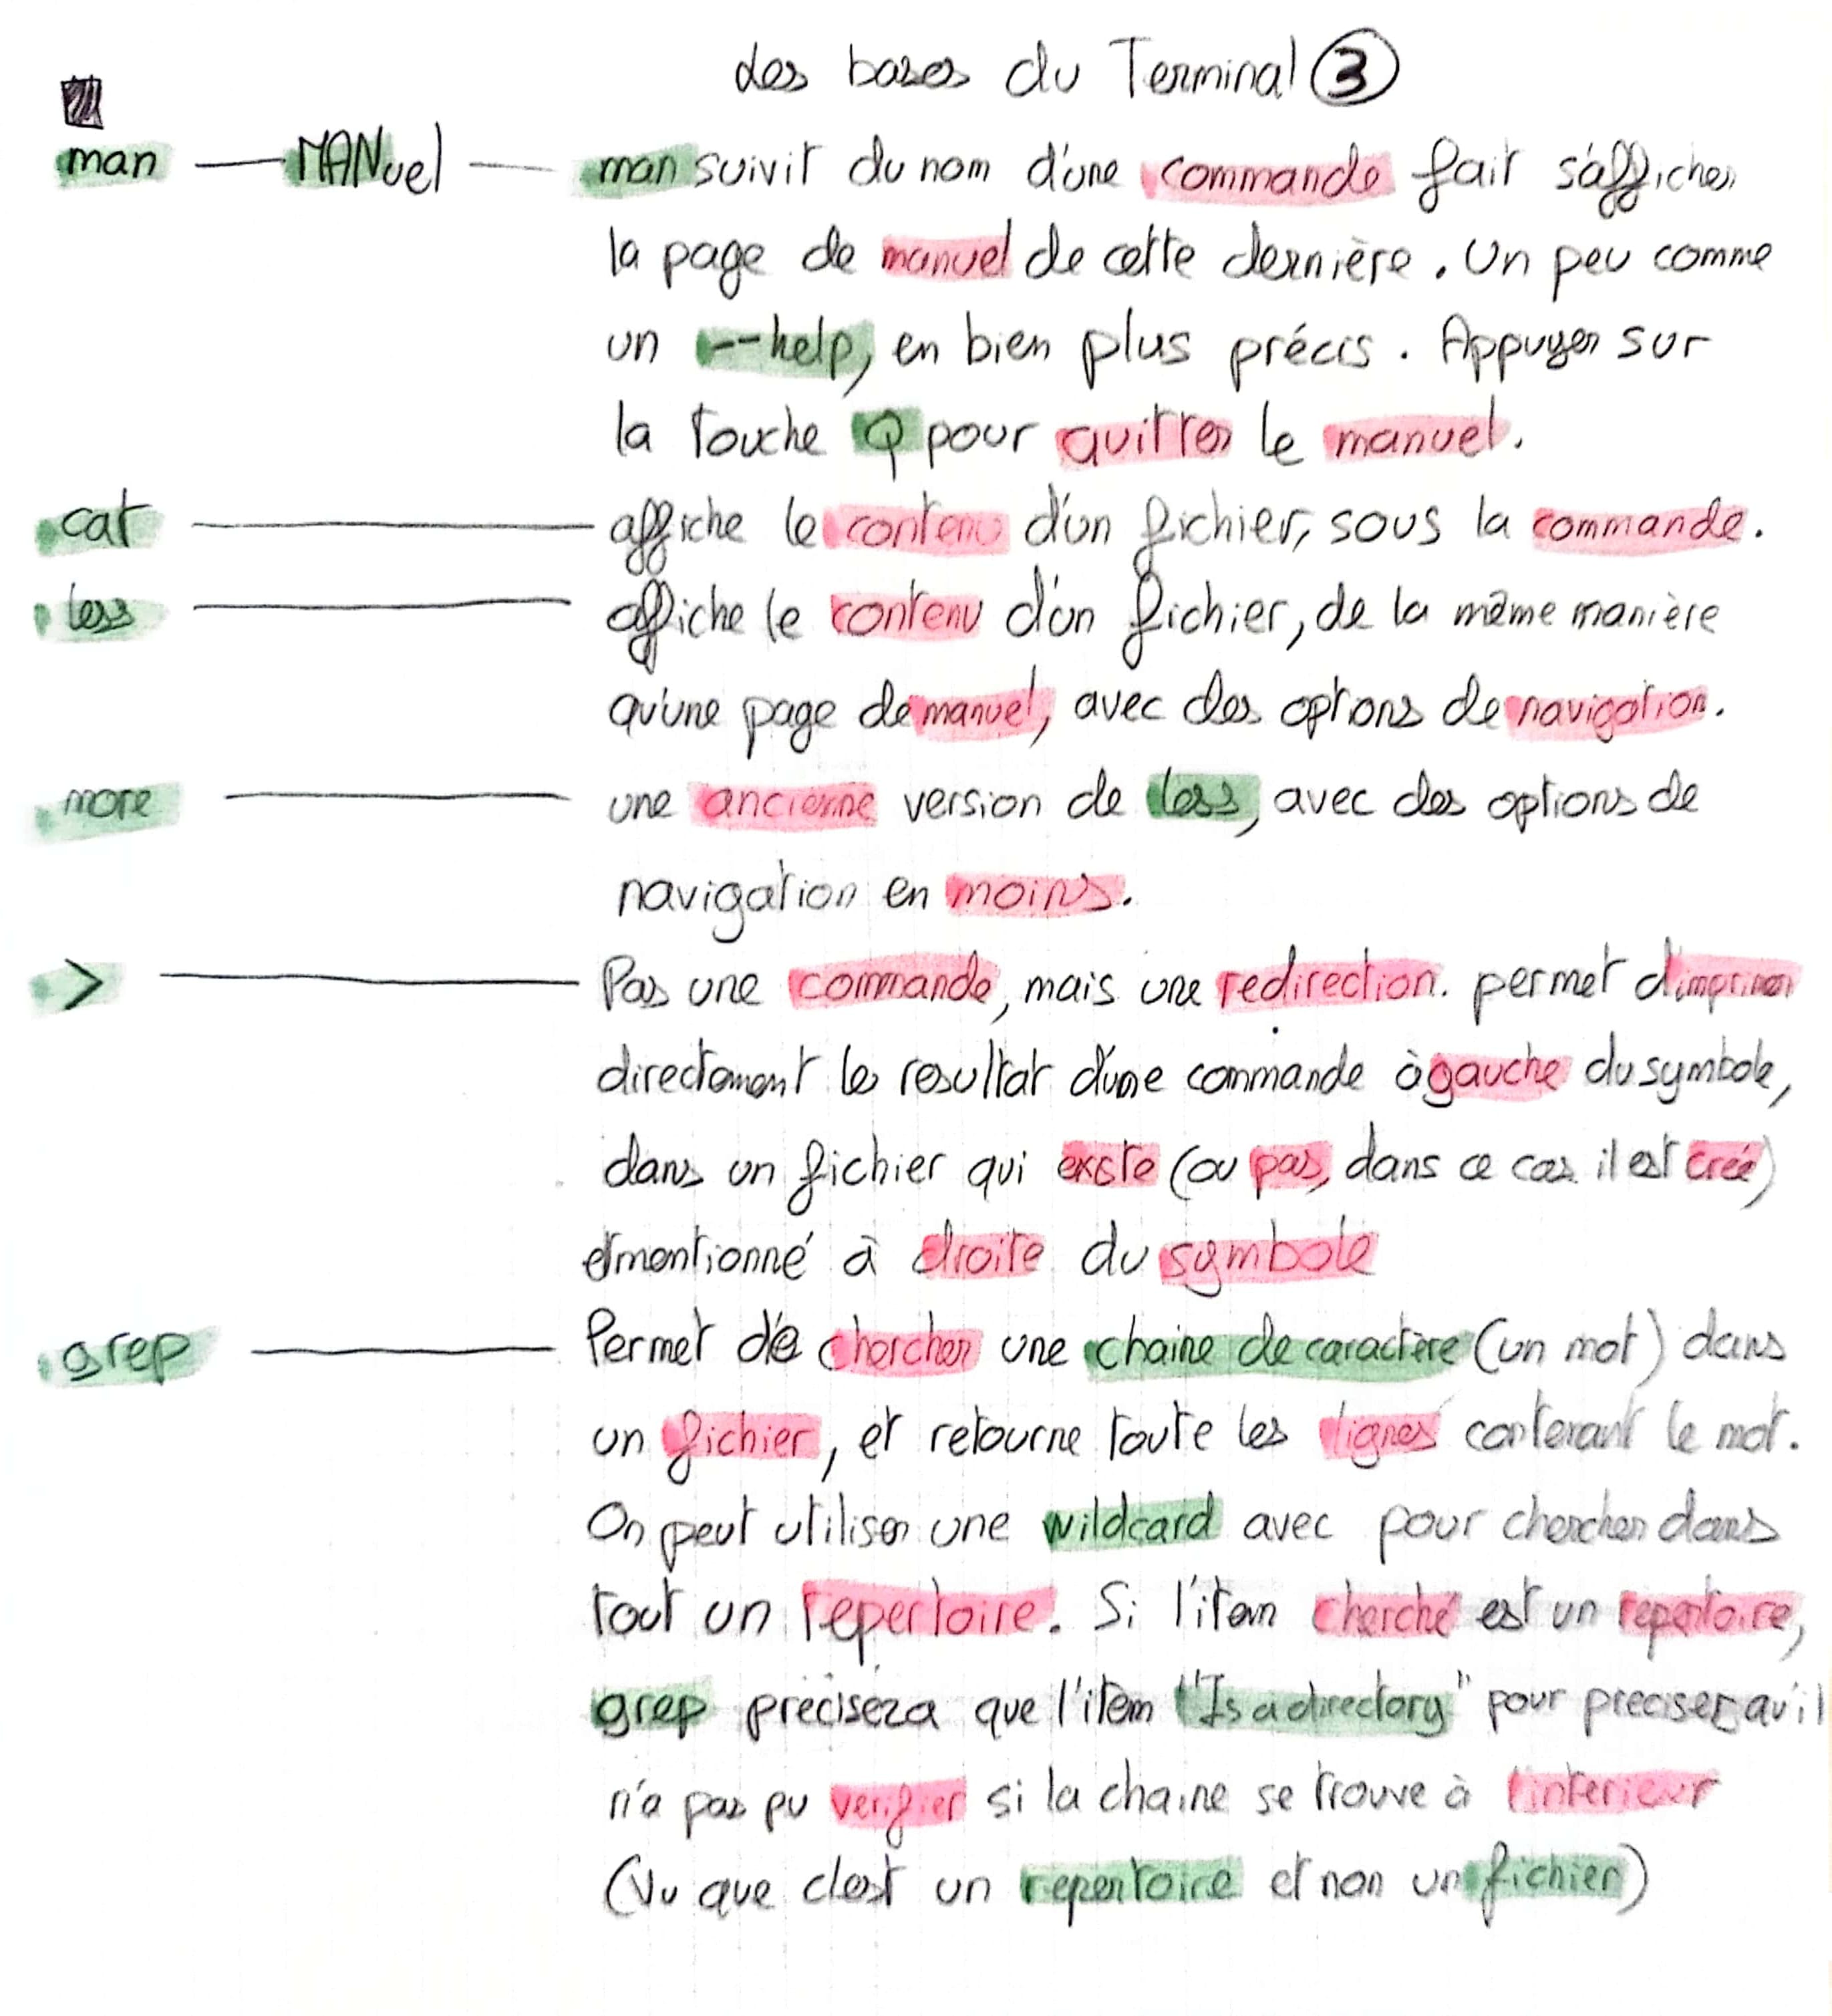 Les bases du Terminal 3
man — MANuel — man suivit du nom d'une commande fait s'afficher
la page de manuel de cette dernière. Un peu comme
un --help, en bien plus précis. Appuyer sur
la touche Q pour quitter le manuel.
cat — affiche le contenu d'un fichier, sous la commande.
less — affiche le contenu d'un fichier, de la même manière
qu'une page de manuel, avec des options de navigation.
more — une ancienne version de less, avec des options de
navigation en moins.
> — Pas une commande, mais une redirection. permet d'imprimer
directement le resultat d'une commande à gauche du symbole,
dans un fichier qui existe (ou pas, dans ce cas il est créé)
et mentionné à droite du symbole
grep — Permet de chercher une chaine de caractère (un mot) dans
un fichier, et retourne toute les lignes contenant le mot.
On peut utiliser une wildcard avec pour chercher dans
tout un repertoire. Si l'item cherché est un repertoire,
grep précisera que l'item "Is a directory" pour preciser qu'il
n'a pas pu verifier si la chaine se trouve à l'interieur
(Vu que c'est un repertoire et non un fichier)